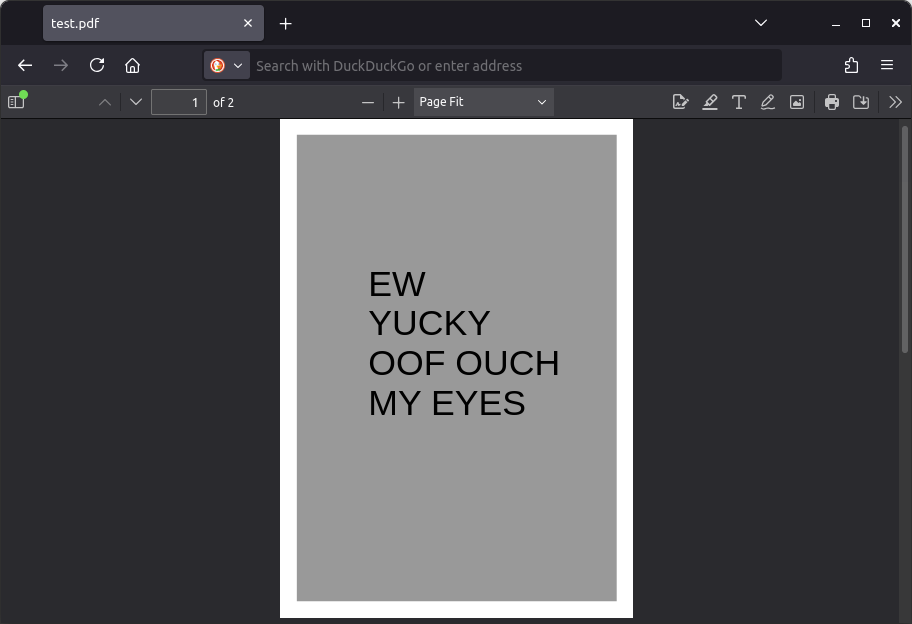 test.pdf
Search with DuckDuckGo or enter address
1 of 2
Page Fit
EW
YUCKY
OOF OUCH
MY EYES